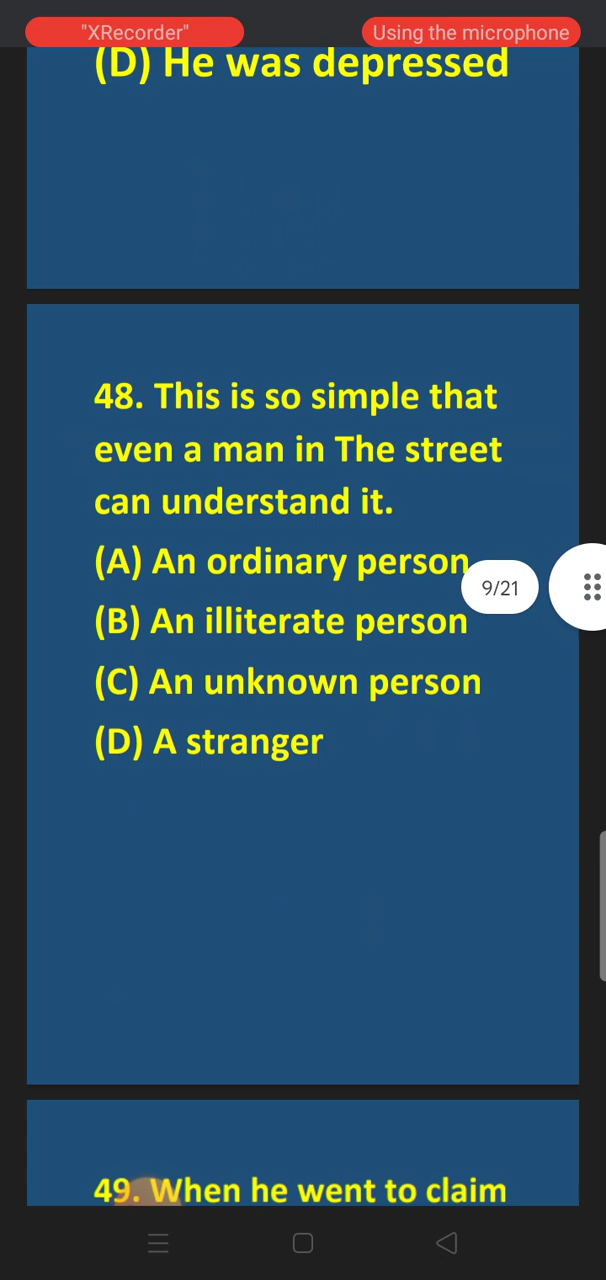 "XRecorder" Using the microphone
(D) He was depressed
48. This is so simple that
even a man in The street
can understand it.
(A) An ordinary person
9/21
(B) An illiterate person
(C) An unknown person
(D) A stranger
49. When he went to claim